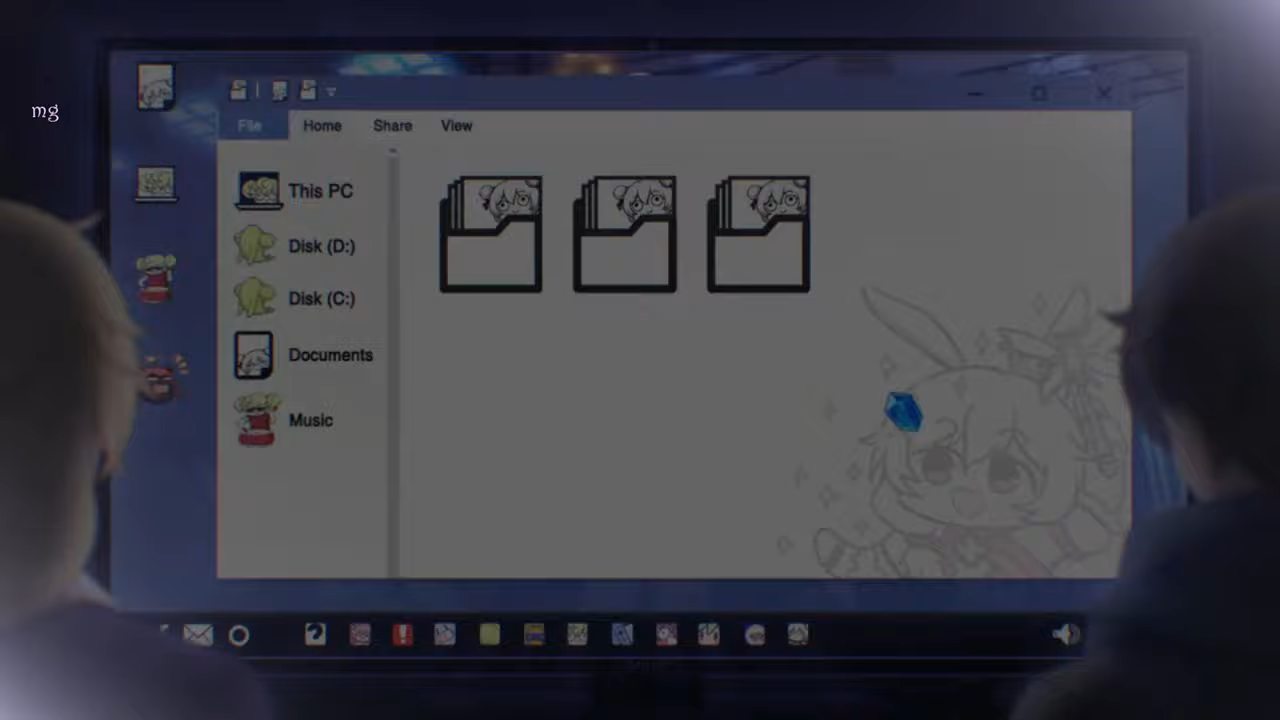 mg
File Home Share View
This PC
Disk (D:)
Disk (C:)
Documents
Music